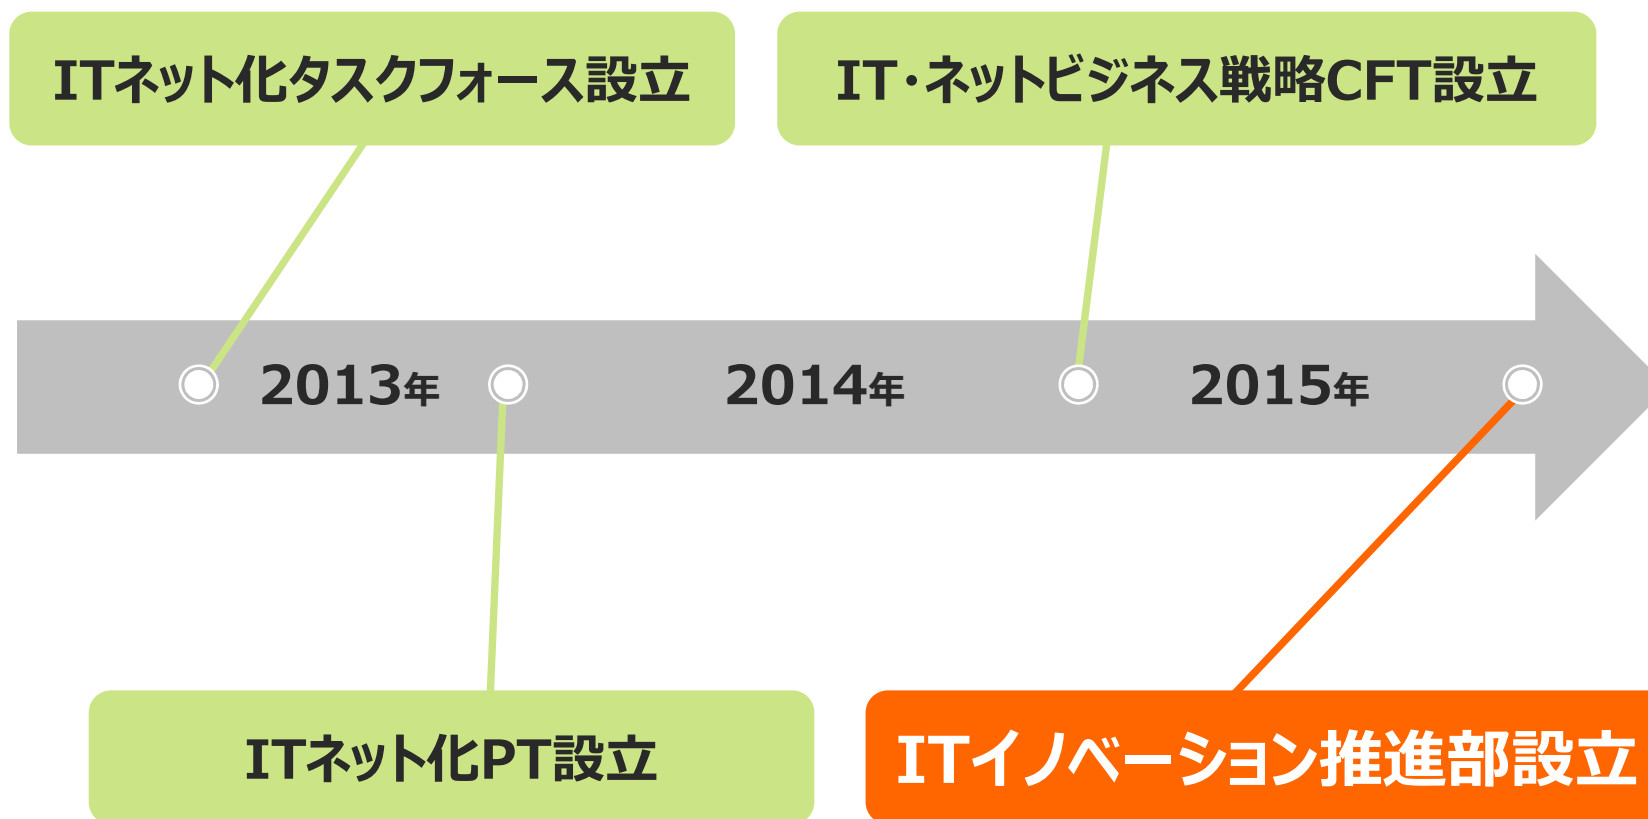 ITネット化タスクフォース設立
IT・ネットビジネス戦略CFT設立
2013年
2014年
2015年
ITネット化PT設立
ITイノベーション推進部設立